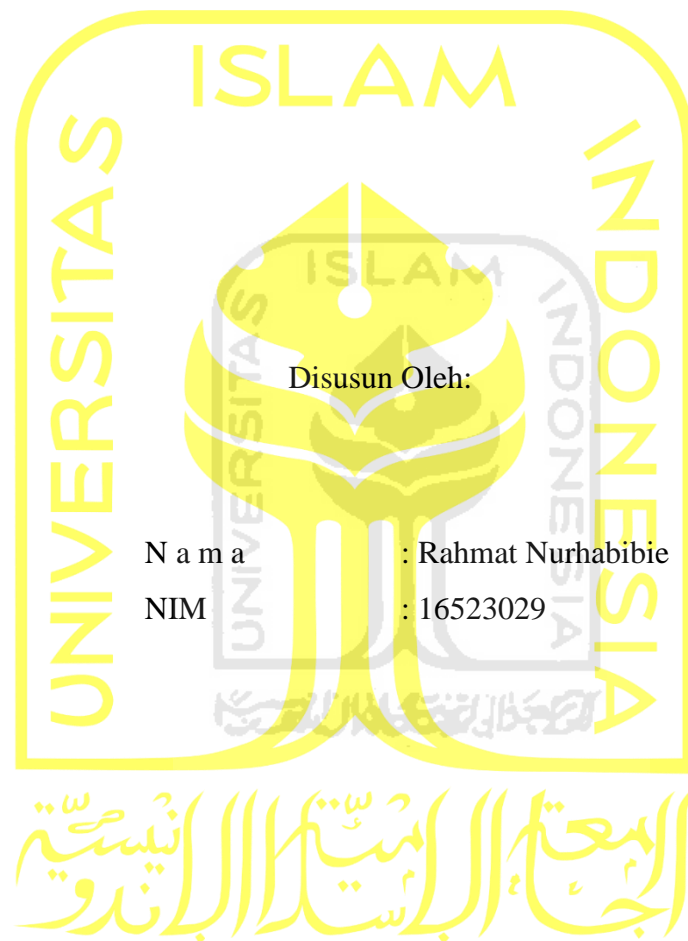 ISLAM
UNIVERSITAS
INDONESIA
ISLAM
UNIVERSITAS
INDONESIA
Disusun Oleh:
N a m a : Rahmat Nurhabibie
NIM : 16523029